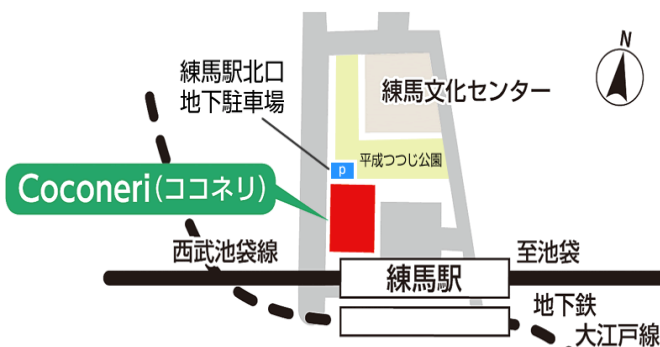 N
練馬駅北口
地下駐車場
練馬文化センター
平成つつじ公園
P
Coconeri(ココネリ)
西武池袋線
至池袋
練馬駅
地下鉄
大江戸線